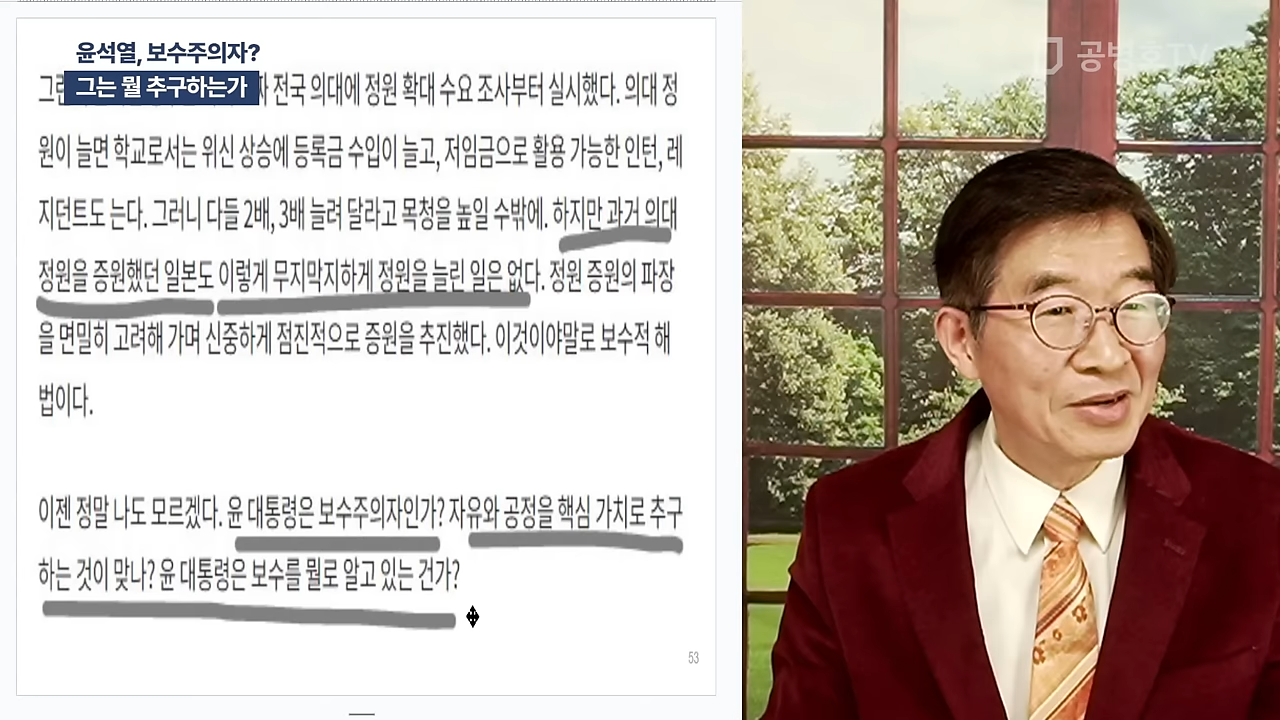 윤석열, 보수주의자?
그는 뭘 추구하는가
전국 의대에 정원 확대 수요 조사부터 실시했다. 의대 정
원이 늘면 학교로서는 위신 상승에 등록금 수입이 늘고, 저임금으로 활용 가능한 인턴, 레
지던트도 는다. 그러니 다들 2배, 3배 늘려 달라고 목청을 높일 수밖에. 하지만 과거 의대
정원을 증원했던 일본도 이렇게 무지막지하게 정원을 늘린 일은 없다. 정원 증원의 파장
을 면밀히 고려해 가며 신중하게 점진적으로 증원을 추진했다. 이것이야말로 보수적 해
법이다.
이젠 정말 나도 모르겠다. 윤 대통령은 보수주의자인가? 자유와 공정을 핵심 가치로 추구
하는 것이 맞나? 윤 대통령은 보수를 뭘로 알고 있는 건가?
53
공병호TV